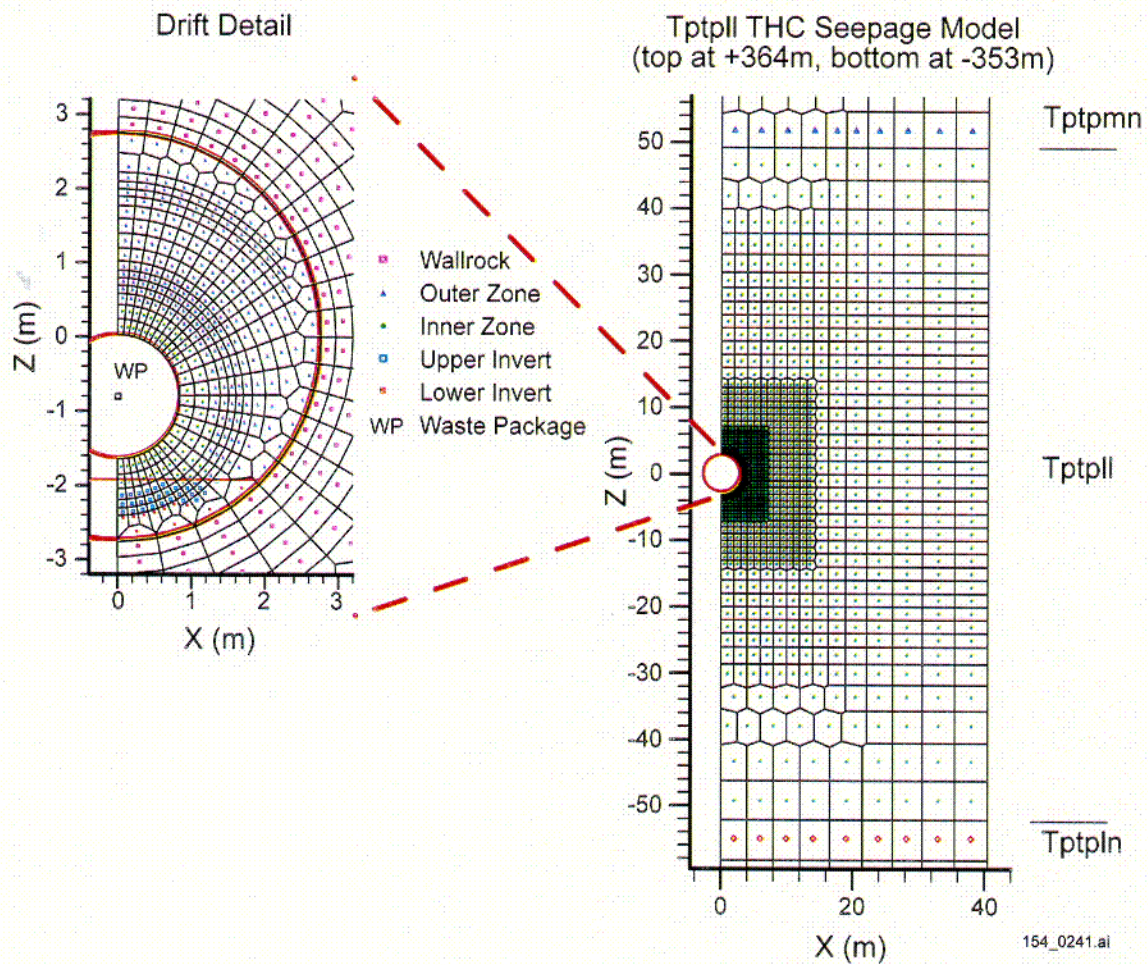 Drift Detail
Tptpll THC Seepage Model
(top at +364m, bottom at -353m)
3
2
1
0
-1
-2
-3
Z (m)
WP
0
1
2
3
X (m)
Wallrock
Outer Zone
Inner Zone
Upper Invert
Lower Invert
WP Waste Package
50
40
30
20
10
0
-10
-20
-30
-40
-50
Z (m)
0
20
40
X (m)
Tptpmn
Tptpll
Tptpln
154_0241.ai